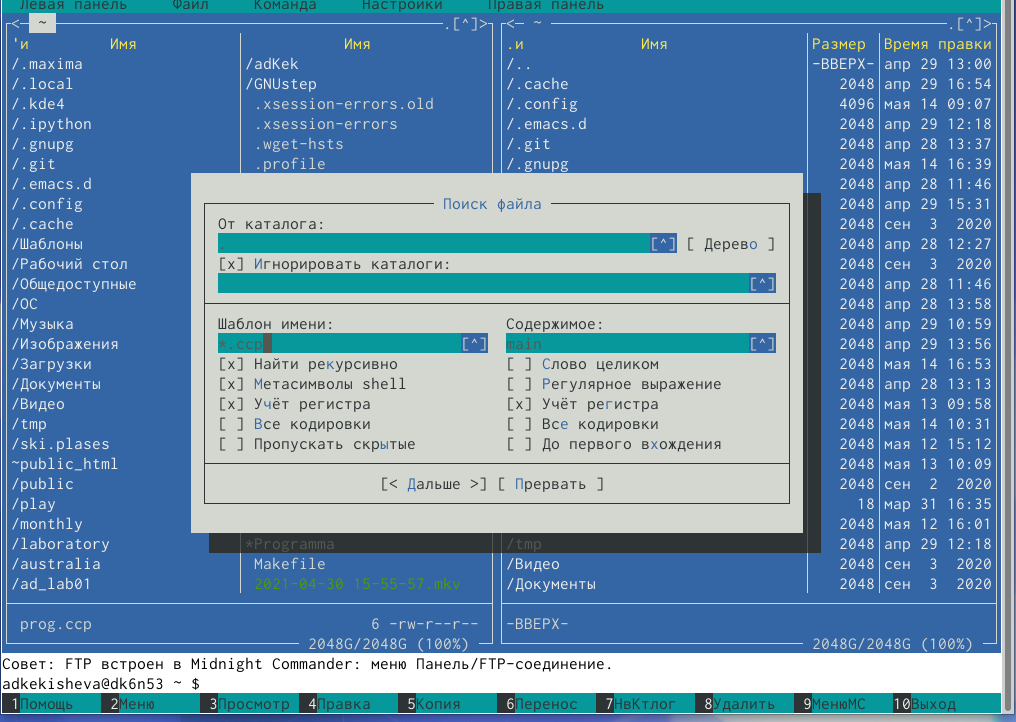 Левая панель Файл Команда Настройки Правая панель
<─ ~ .[^]> <─ ~ .[^]>
'и Имя Имя .и Имя Размер Время правки
/.maxima /adKek /.. -ВВЕРХ- апр 29 13:00
/.local /GNUstep /.cache 2048 апр 29 16:54
/.kde4 .xsession-errors.old /.config 4096 мая 14 09:07
/.ipython .xsession-errors /.emacs.d 2048 апр 29 12:18
/.gnupg .wget-hsts /.git 2048 апр 28 13:37
/.git .profile /.gnupg 2048 мая 14 16:39
/.emacs.d 2048 апр 28 11:46
/.config Поиск файла 2048 апр 29 15:31
/.cache От каталога: 2048 сен 3 2020
/Шаблоны . [^] [ Дерево ] 2048 апр 28 12:27
/Рабочий стол [x] Игнорировать каталоги: 2048 сен 3 2020
/Общедоступные [^] 2048 апр 28 11:46
/ОС 2048 апр 28 13:58
/Музыка Шаблон имени: Содержимое: 2048 апр 29 10:59
/Изображения *.ccp [^] main [^] 2048 апр 29 13:56
/Загрузки [x] Найти рекурсивно [ ] Слово целиком 2048 мая 14 16:53
/Документы [x] Метасимволы shell [ ] Регулярное выражение 2048 апр 28 13:13
/Видео [x] Учёт регистра [x] Учёт регистра 2048 мая 13 09:58
/tmp [ ] Все кодировки [ ] Все кодировки 2048 мая 14 10:31
/ski.plases [ ] Пропускать скрытые [ ] До первого вхождения 2048 мая 12 15:12
~public_html 2048 мая 13 10:09
/public [< Дальше >] [ Прервать ] 2048 сен 2 2020
/play 18 мар 31 16:35
/monthly 2048 мая 12 16:01
/laboratory *Programma /tmp 2048 апр 29 12:18
/australia Makefile /Видео 2048 сен 3 2020
/ad_lab01 2021-04-30 15-55-57.mkv /Документы 2048 сен 3 2020
prog.ccp 6 -rw-r--r-- -ВВЕРХ-
2048G/2048G (100%) 2048G/2048G (100%)
Совет: FTP встроен в Midnight Commander: меню Панель/FTP-соединение.
adkekisheva@dk6n53 ~ $
1Помощь 2Меню 3Просмотр 4Правка 5Копия 6Перенос 7НвКтлог 8Удалить 9МенюMC 10Выход